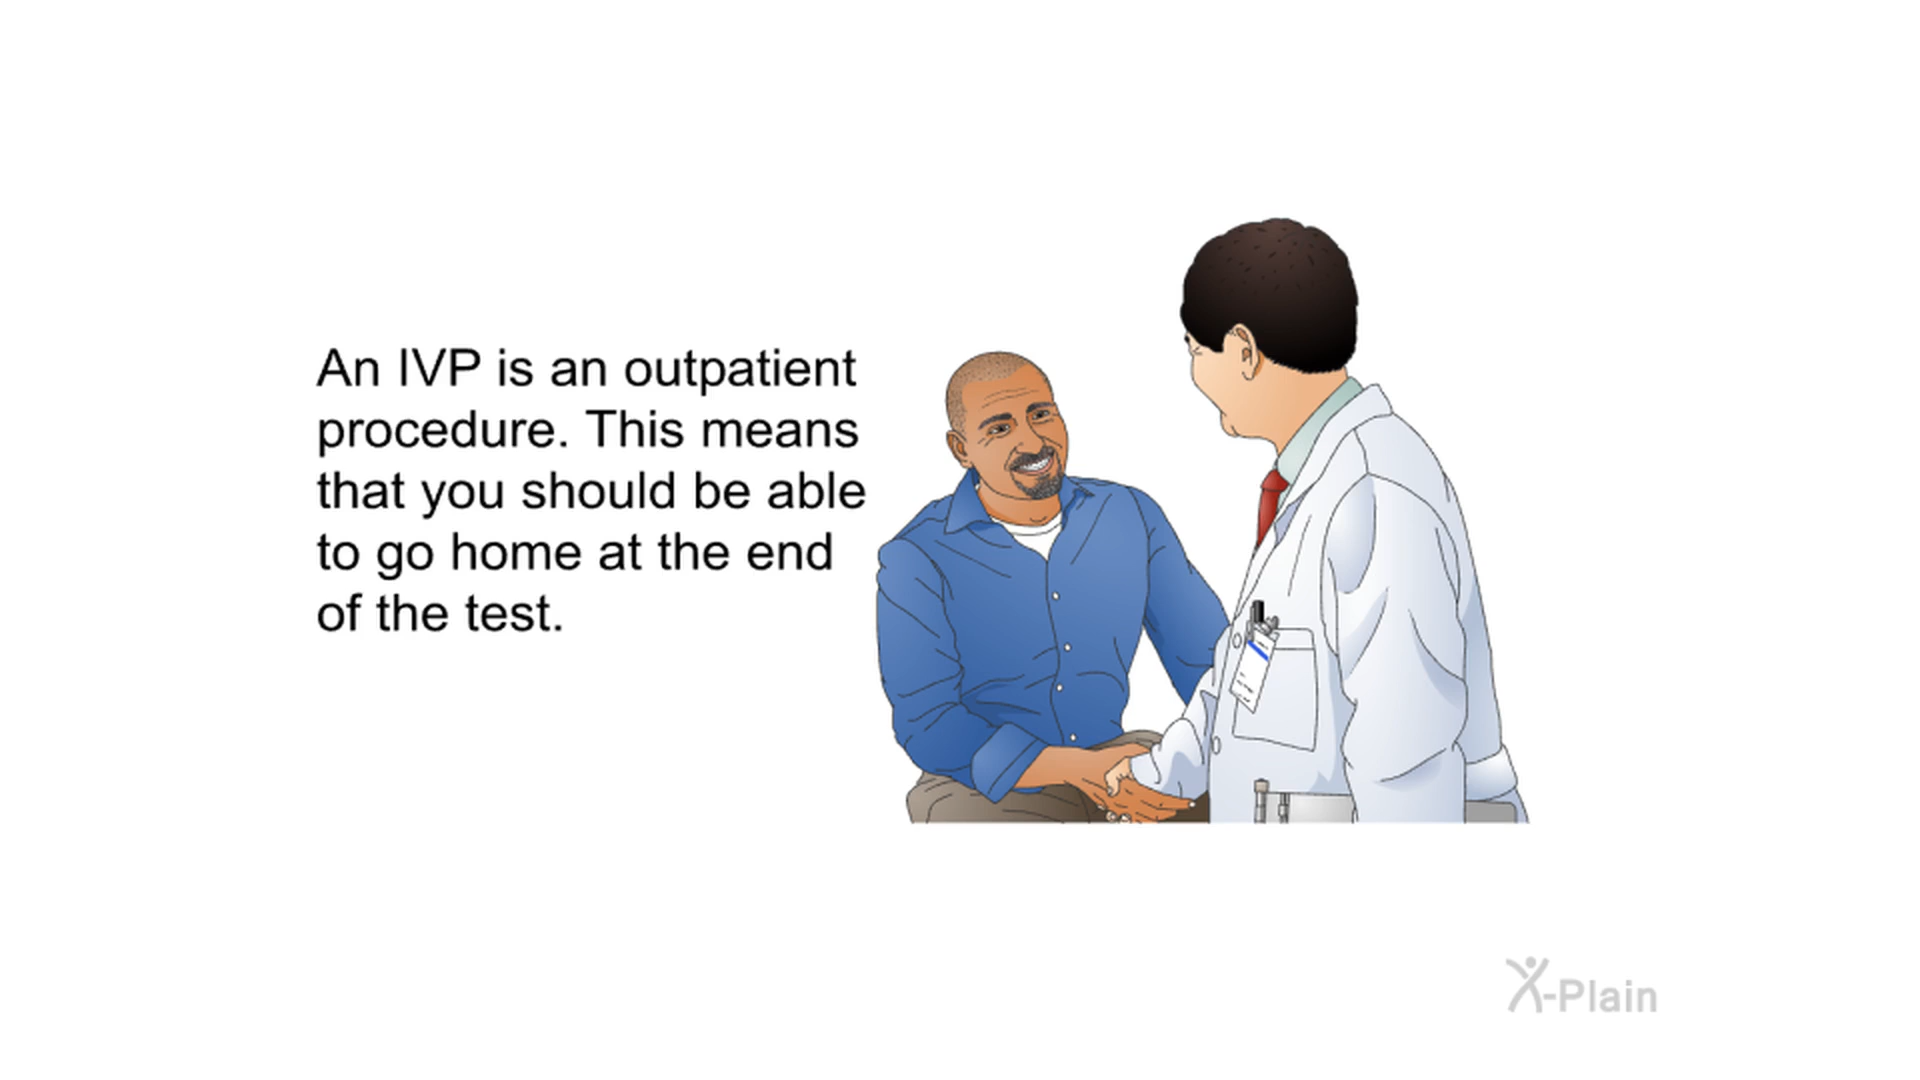 An IVP is an outpatient
procedure. This means
that you should be able
to go home at the end
of the test.
X-Plain